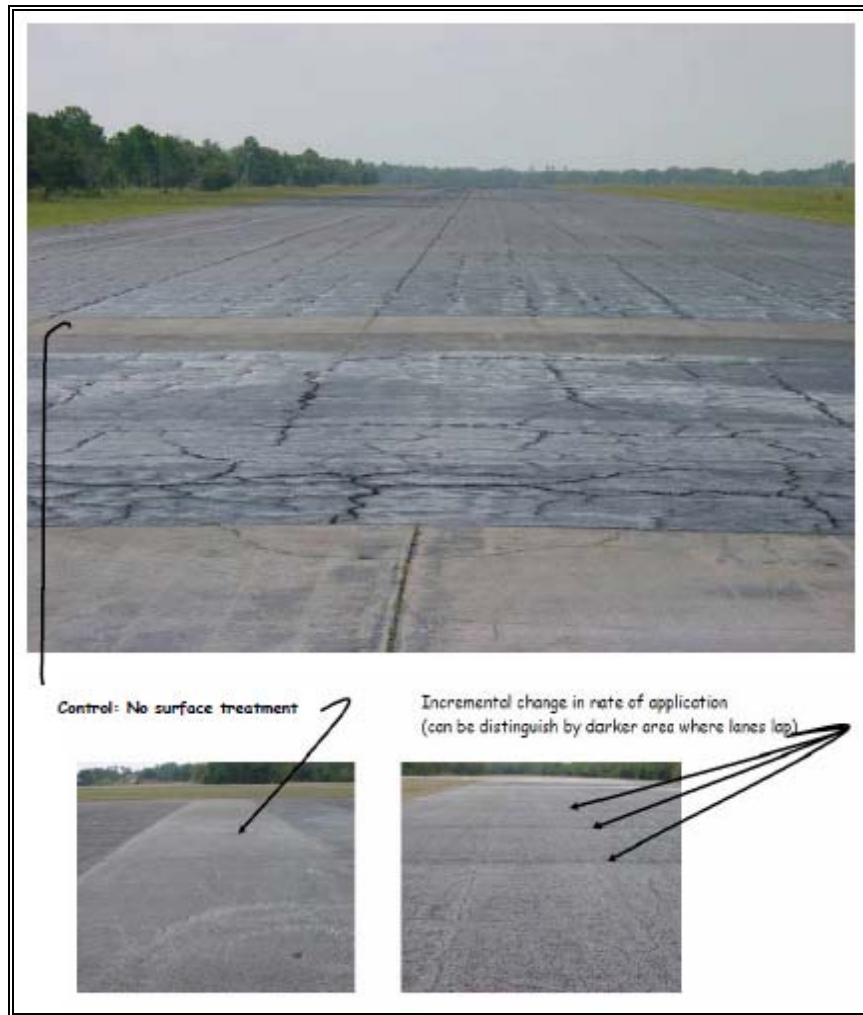 Control: No surface treatment
Incremental change in rate of application
(can be distinguish by darker area where lanes lap)